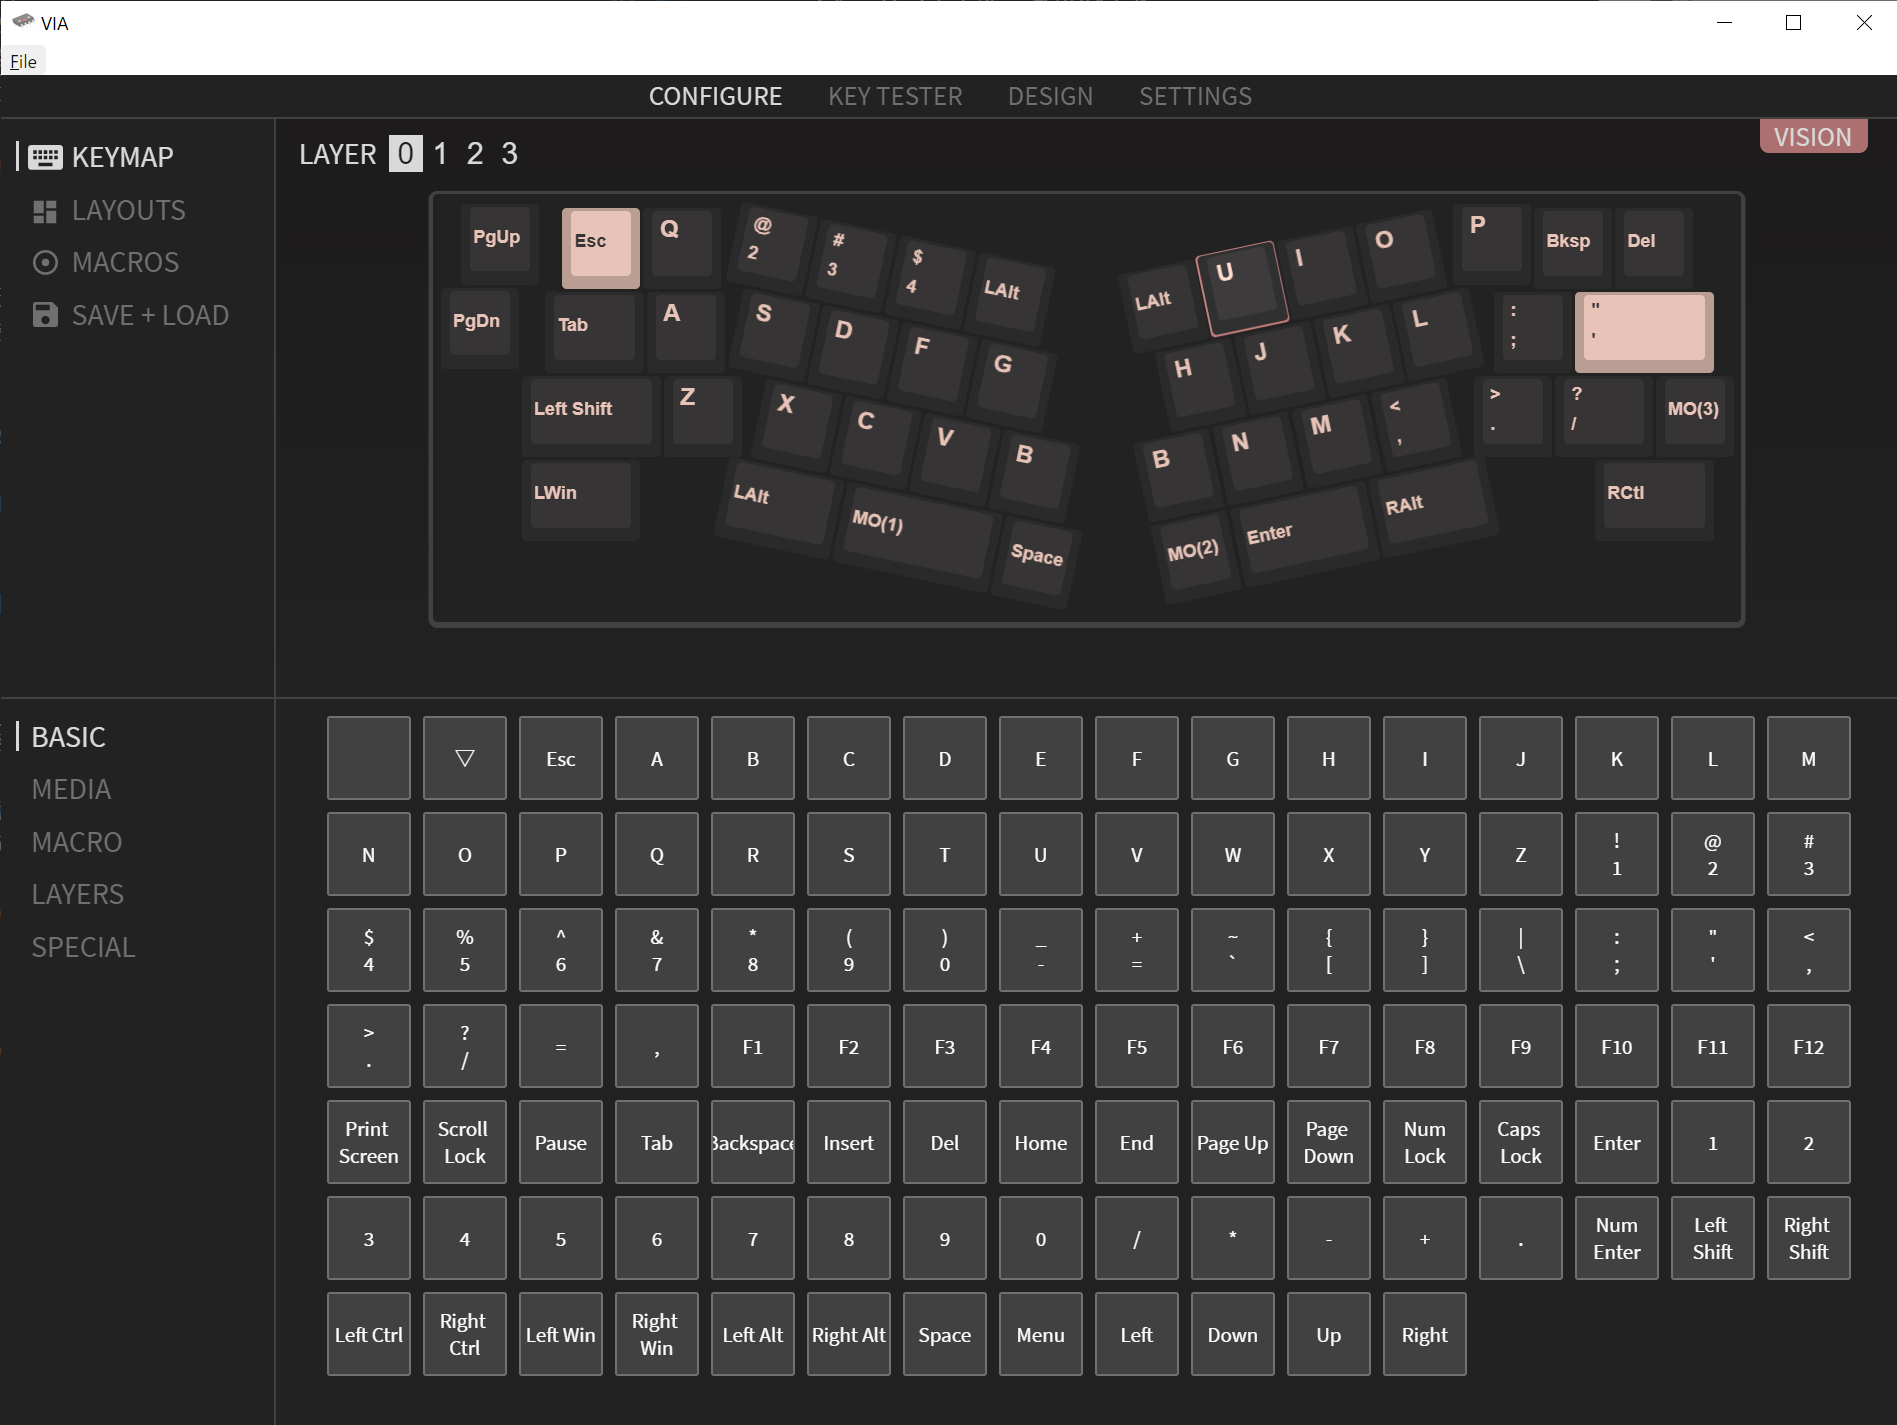 VIA
File
CONFIGURE KEY TESTER DESIGN SETTINGS
KEYMAP
LAYOUTS
MACROS
SAVE + LOAD
LAYER 0 1 2 3
VISION
PgUp Esc Q @ 2 # 3 $ 4 LAlt LAlt U I O P Bksp Del
PgDn Tab A S D F G H J K L : ; " '
Left Shift Z X C V B B N M < , > . ? / MO(3)
LWin LAlt MO(1) Space MO(2) Enter RAlt RCtl
BASIC
MEDIA
MACRO
LAYERS
SPECIAL
▽ Esc A B C D E F G H I J K L M
N O P Q R S T U V W X Y Z ! 1 @ 2 # 3
$ 4 % 5 ^ 6 & 7 * 8 ( 9 ) 0 _ - + = ~ ` { [ } ] | \ : ; " ' < ,
> . ? / = , F1 F2 F3 F4 F5 F6 F7 F8 F9 F10 F11 F12
Print Screen Scroll Lock Pause Tab Backspace Insert Del Home End Page Up Page Down Num Lock Caps Lock Enter 1 2
3 4 5 6 7 8 9 0 / * - + . Num Enter Left Shift Right Shift
Left Ctrl Right Ctrl Left Win Right Win Left Alt Right Alt Space Menu Left Down Up Right